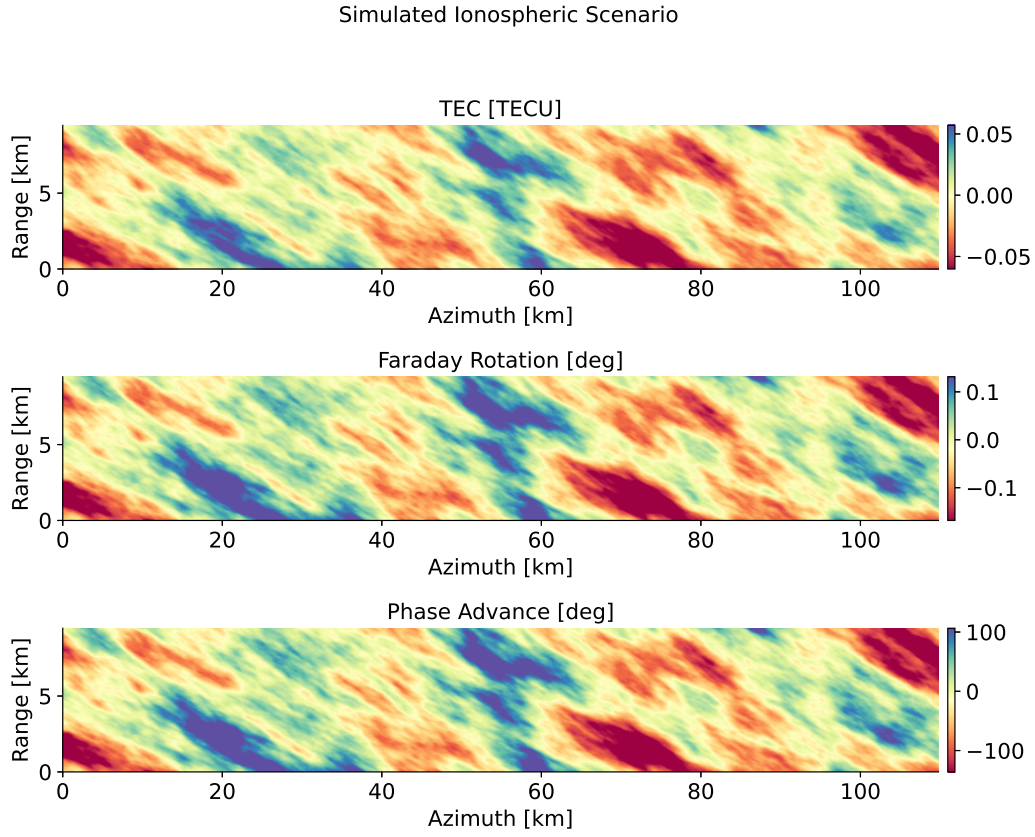 Simulated Ionospheric Scenario
TEC [TECU]
Range [km]
5
0
0 20 40 60 80 100
Azimuth [km]
0.05
0.00
−0.05
Faraday Rotation [deg]
Range [km]
5
0
0 20 40 60 80 100
Azimuth [km]
0.1
0.0
−0.1
Phase Advance [deg]
Range [km]
5
0
0 20 40 60 80 100
Azimuth [km]
100
0
−100